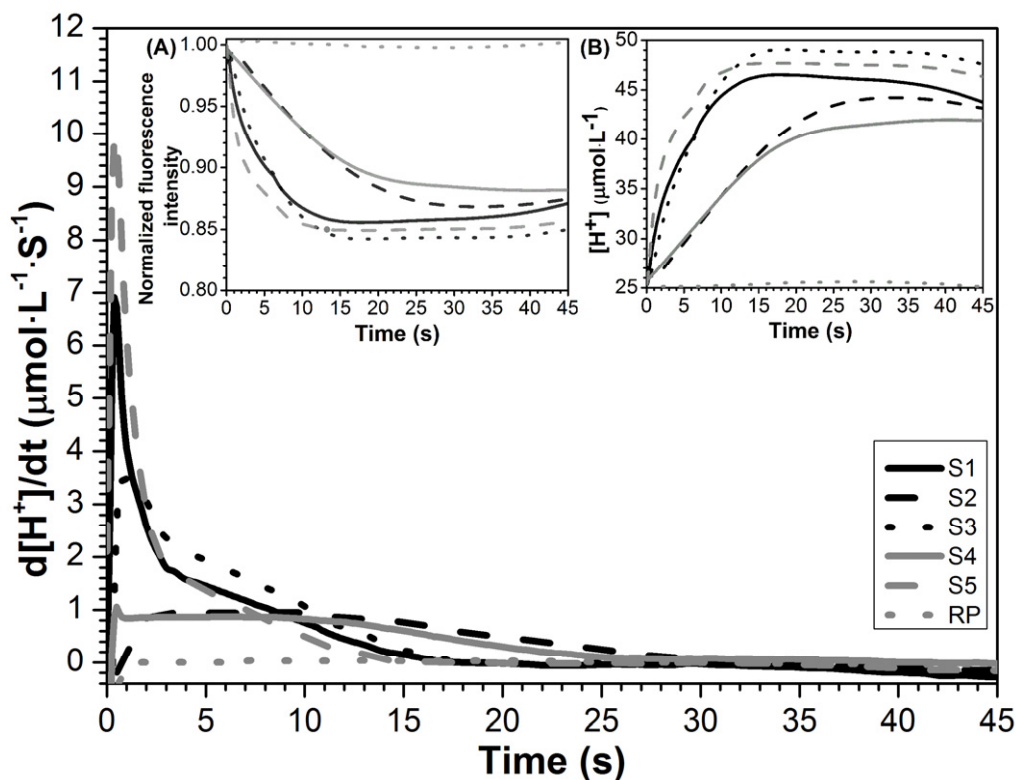 12
11
10
9
8
7
6
5
4
3
2
1
0
d[H⁺]/dt (μmol·L⁻¹·S⁻¹)
0 5 10 15 20 25 30 35 40 45
Time (s)
(A)
1.00
0.95
0.90
0.85
0.80
Normalized fluorescence
intensity
0 5 10 15 20 25 30 35 40 45
Time (s)
(B)
50
45
40
35
30
25
[H⁺] (μmol·L⁻¹)
0 5 10 15 20 25 30 35 40 45
Time (s)
S1
S2
S3
S4
S5
RP